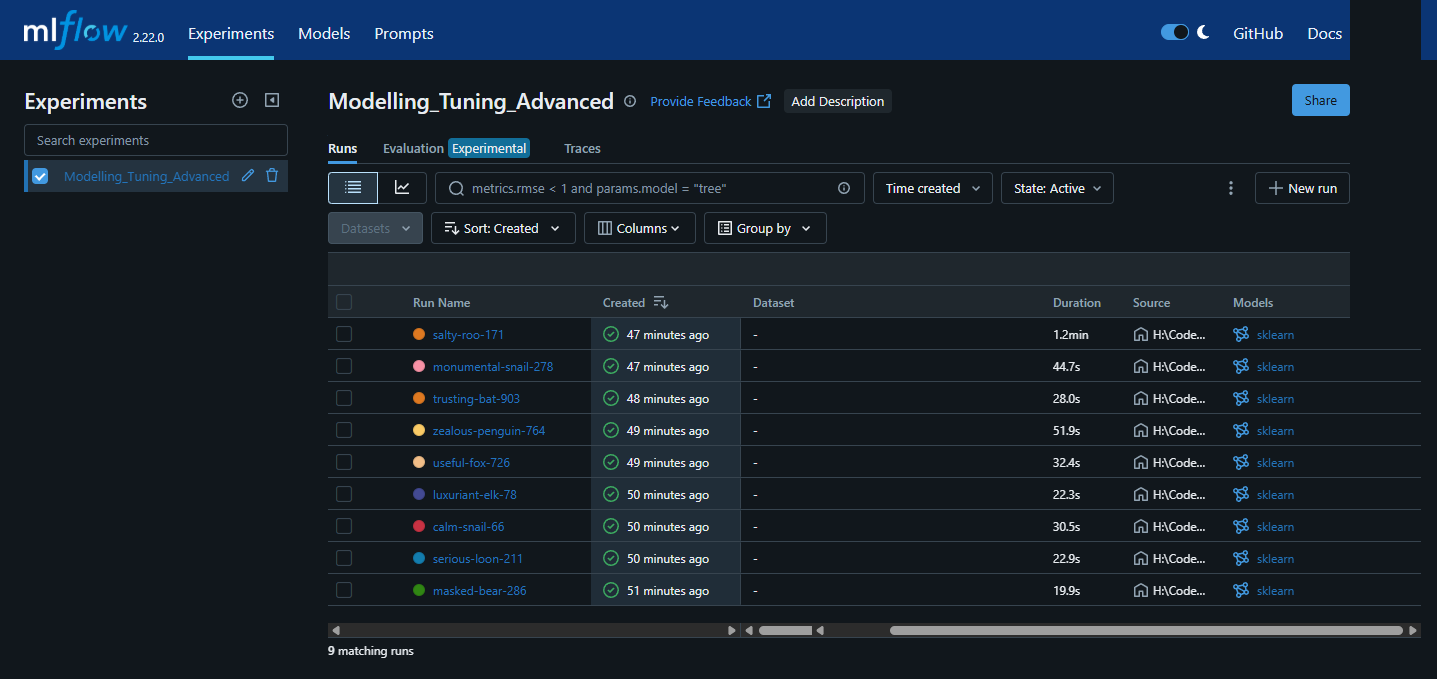 mlflow 2.22.0 Experiments Models Prompts GitHub Docs
Experiments
Search experiments
Modelling_Tuning_Advanced
Modelling_Tuning_Advanced Provide Feedback Add Description Share
Runs Evaluation Experimental Traces
metrics.rmse < 1 and params.model = "tree" Time created State: Active New run
Datasets Sort: Created Columns Group by
Run Name Created Dataset Duration Source Models
salty-roo-171 47 minutes ago - 1.2min H:\Code... sklearn
monumental-snail-278 47 minutes ago - 44.7s H:\Code... sklearn
trusting-bat-903 48 minutes ago - 28.0s H:\Code... sklearn
zealous-penguin-764 49 minutes ago - 51.9s H:\Code... sklearn
useful-fox-726 49 minutes ago - 32.4s H:\Code... sklearn
luxuriant-elk-78 50 minutes ago - 22.3s H:\Code... sklearn
calm-snail-66 50 minutes ago - 30.5s H:\Code... sklearn
serious-loon-211 50 minutes ago - 22.9s H:\Code... sklearn
masked-bear-286 51 minutes ago - 19.9s H:\Code... sklearn
9 matching runs